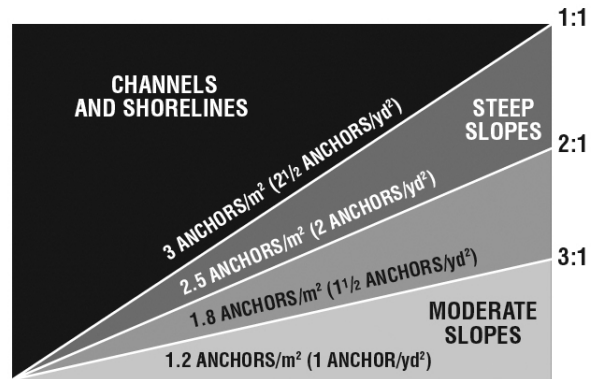 1:1
CHANNELS
AND SHORELINES
STEEP
SLOPES
2:1
3 ANCHORS/m² (2¹/₂ ANCHORS/yd²)
2.5 ANCHORS/m² (2 ANCHORS/yd²)
3:1
1.8 ANCHORS/m² (1¹/₂ ANCHORS/yd²)
MODERATE
SLOPES
1.2 ANCHORS/m² (1 ANCHOR/yd²)